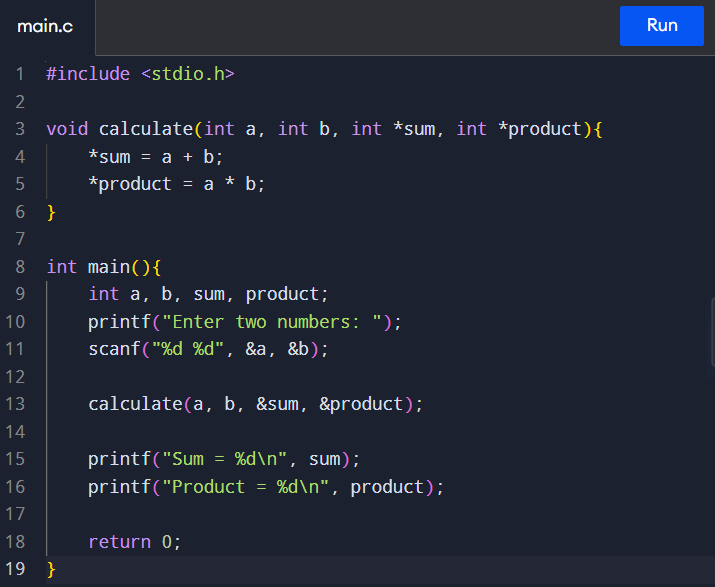 main.c
Run
1 #include <stdio.h>
2
3 void calculate(int a, int b, int *sum, int *product){
4     *sum = a + b;
5     *product = a * b;
6 }
7
8 int main(){
9     int a, b, sum, product;
10     printf("Enter two numbers: ");
11     scanf("%d %d", &a, &b);
12
13     calculate(a, b, &sum, &product);
14
15     printf("Sum = %d\n", sum);
16     printf("Product = %d\n", product);
17
18     return 0;
19 }